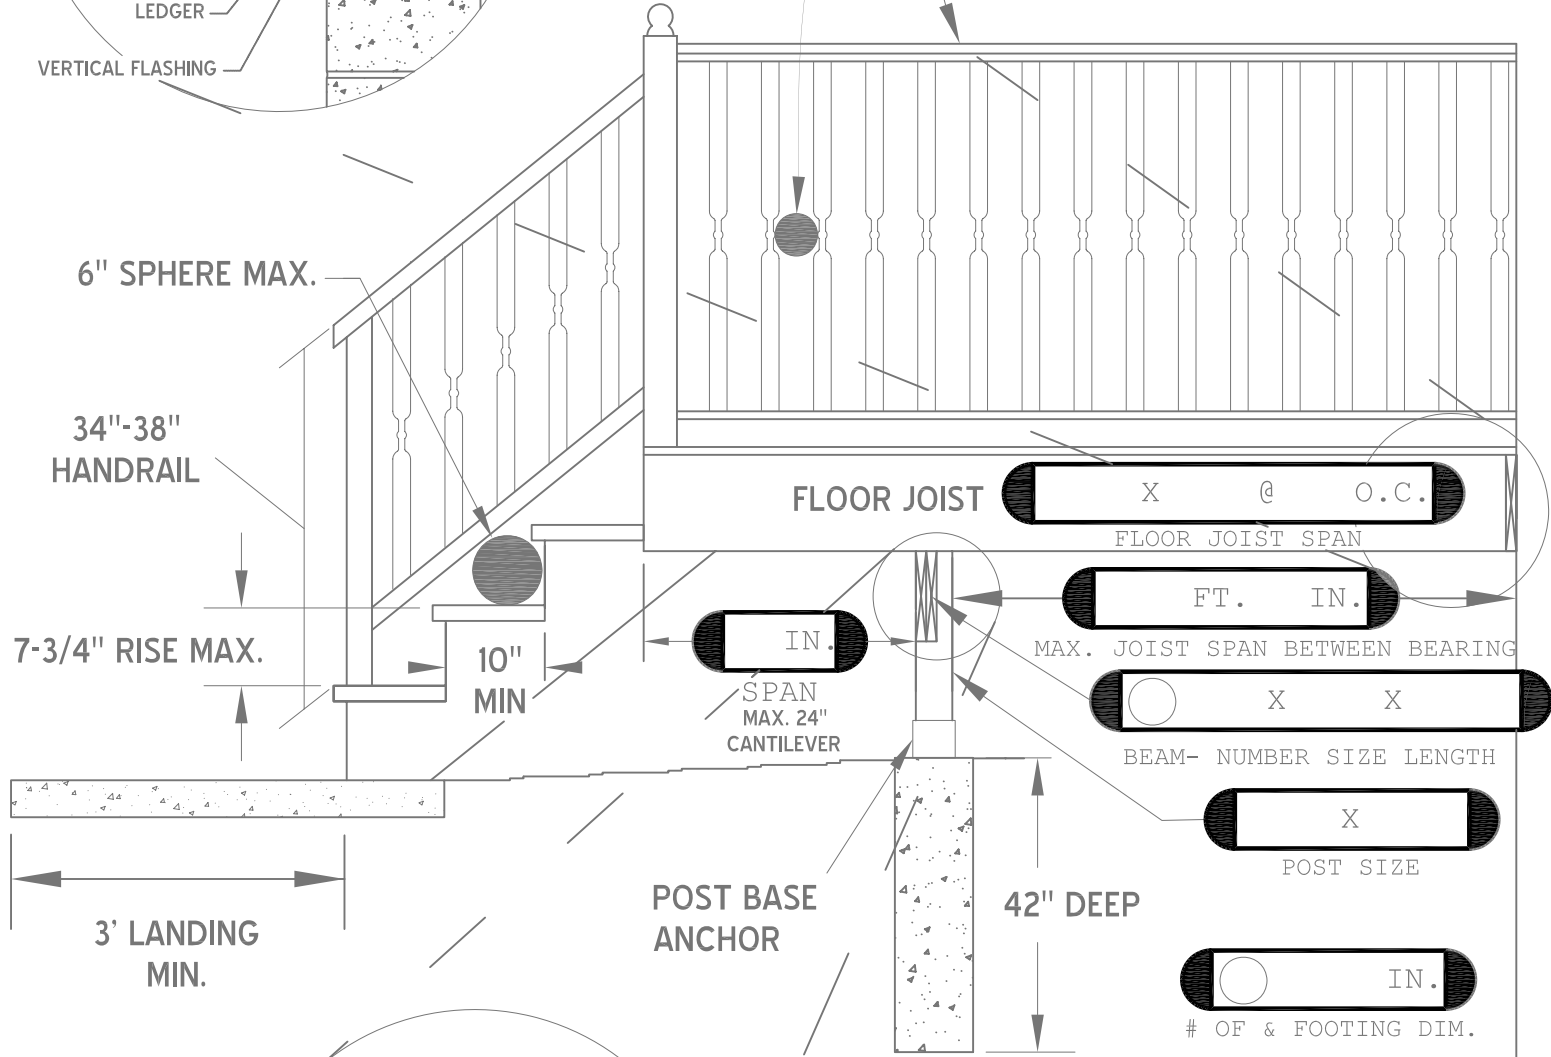 LEDGER
VERTICAL FLASHING
6" SPHERE MAX.
34"-38"
HANDRAIL
FLOOR JOIST
X @ O.C.
FLOOR JOIST SPAN
FT. IN.
MAX. JOIST SPAN BETWEEN BEARING
7-3/4" RISE MAX.
10"
MIN
IN.
SPAN
MAX. 24"
CANTILEVER
X X
BEAM- NUMBER SIZE LENGTH
X
POST SIZE
POST BASE
ANCHOR
42" DEEP
3' LANDING
MIN.
IN.
# OF & FOOTING DIM.